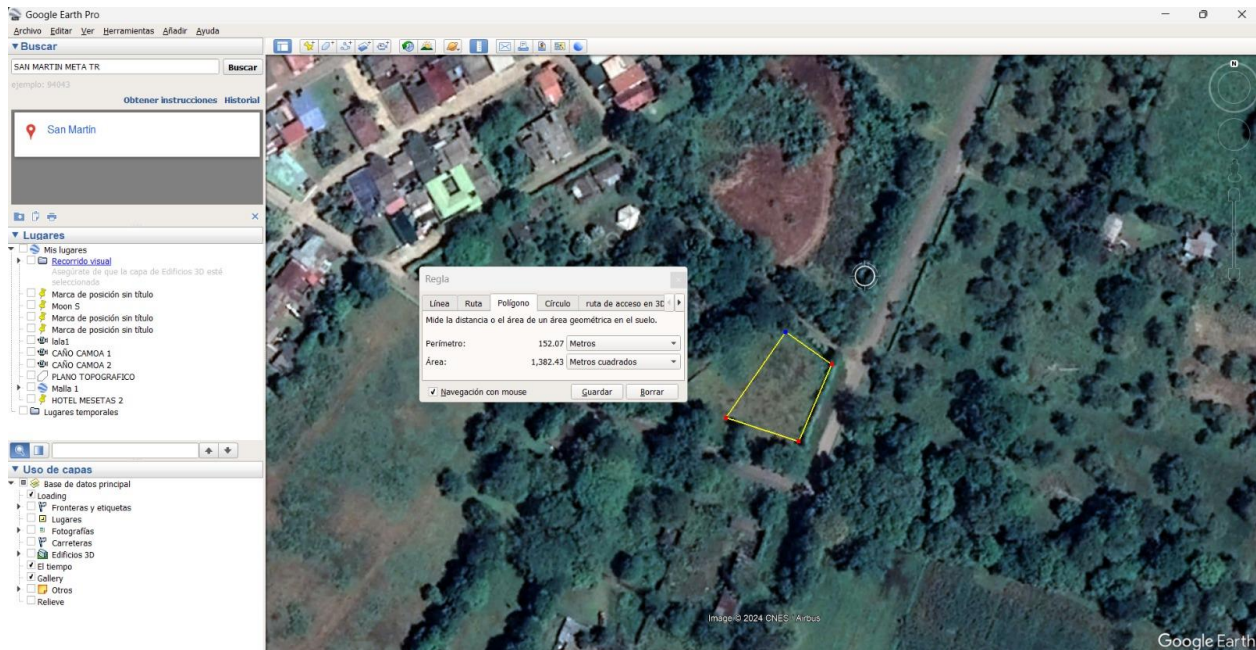 Google Earth Pro
Archivo Editar Ver Herramientas Añadir Ayuda
Buscar
SAN MARTIN META TR
Buscar
ejemplo: 94043
Obtener instrucciones Historial
San Martin
Lugares
Mis lugares
Recorrido visual
Asegúrate de que la capa de Edificios 3D esté
seleccionada
Marca de posición sin título
Moon S
Marca de posición sin título
Marca de posición sin título
lala1
CAÑO CAMOA 1
CAÑO CAMOA 2
PLANO TOPOGRAFICO
Malla 1
HOTEL MESETAS 2
Lugares temporales
Uso de capas
Base de datos principal
Loading
Fronteras y etiquetas
Lugares
Fotografías
Carreteras
Edificios 3D
El tiempo
Gallery
Otros
Relieve
Regla
Línea Ruta Polígono Círculo ruta de acceso en 3D
Mide la distancia o el área de un área geométrica en el suelo.
Perímetro: 152.07 Metros
Área: 1,382.43 Metros cuadrados
Navegación con mouse Guardar Borrar
N
Image © 2024 CNES / Airbus
Google Earth